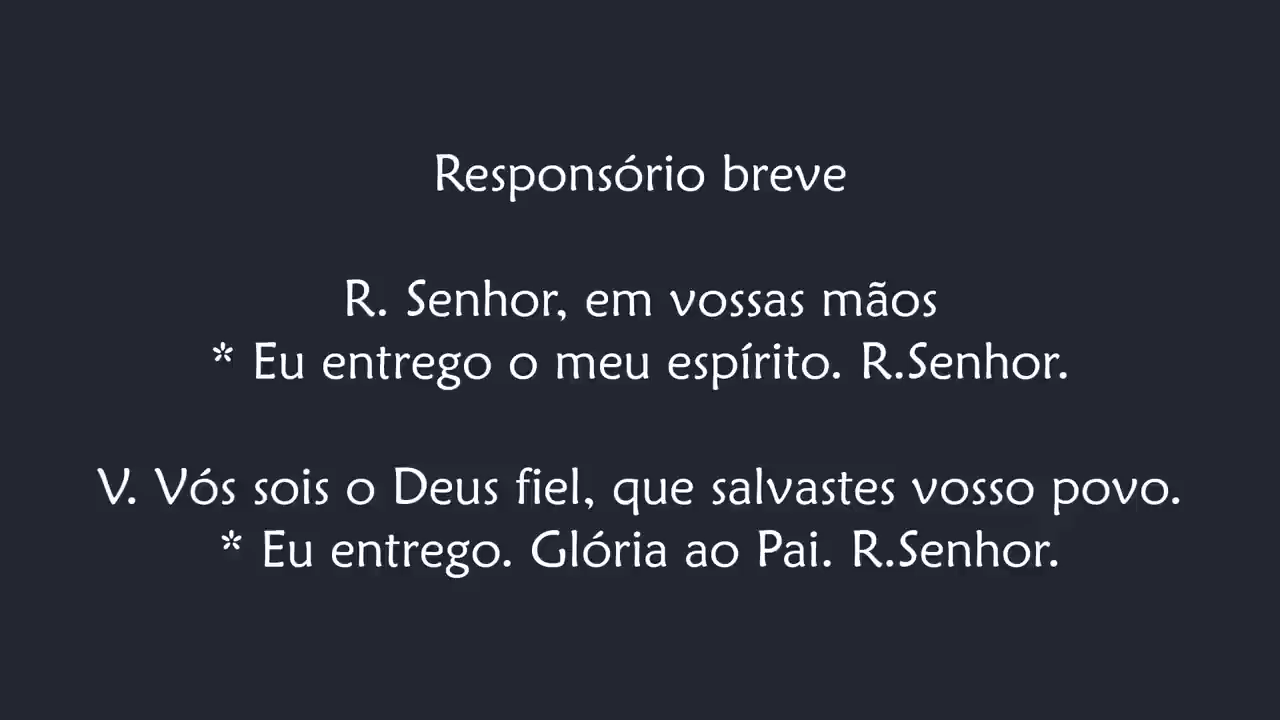 Responsório breve
R. Senhor, em vossas mãos
* Eu entrego o meu espírito. R.Senhor.
V. Vós sois o Deus fiel, que salvastes vosso povo.
* Eu entrego. Glória ao Pai. R.Senhor.